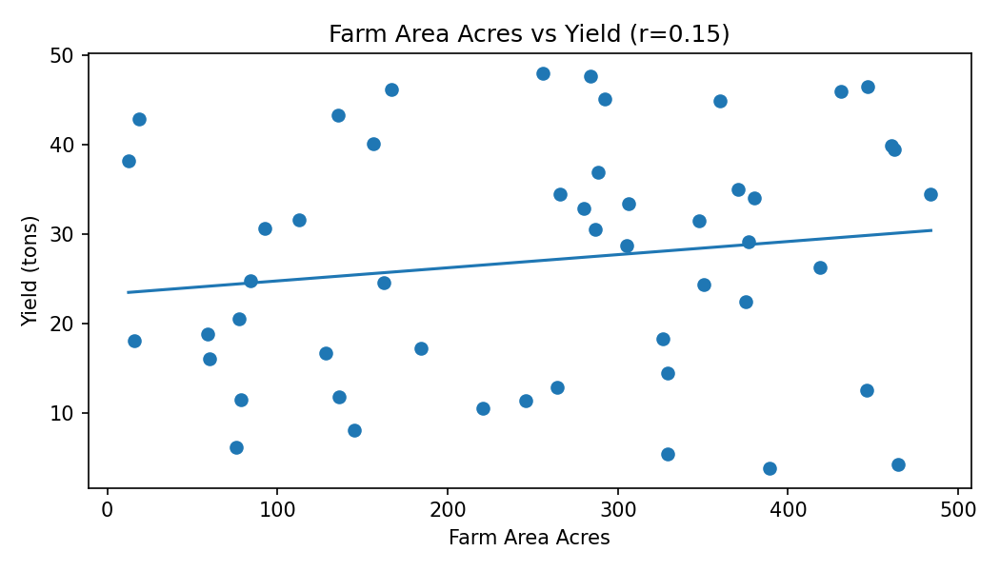 Farm Area Acres vs Yield (r=0.15)
Yield (tons)
50
40
30
20
10
0 100 200 300 400 500
Farm Area Acres